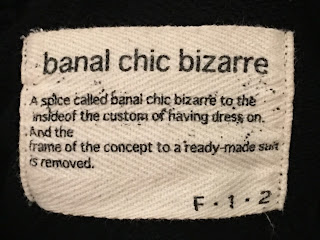 banal chic bizarre
A spice called banal chic bizarre to the
insideof the custom of having dress on.
And the
frame of the concept to a ready-made suit
is removed.
F・1・2